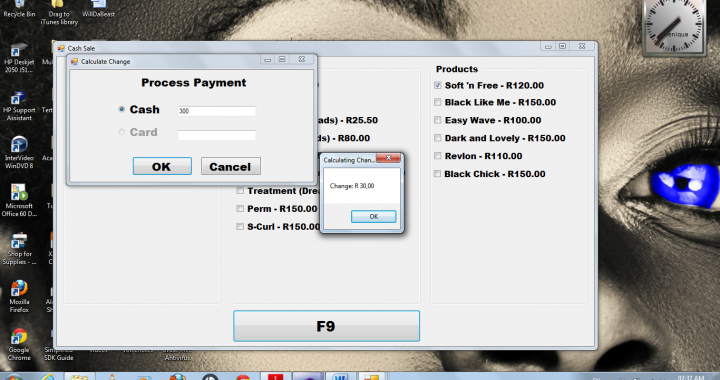 Recycle Bin
Drag to
iTunes library
WillDaBeast
HP Deskjet
2050 J51...
HP Support
Assistant
InterVideo
WinDVD 8
Microsoft
Office 60 D...
Shop for
Supplies - ...
Mozilla
Firefox
Google
Chrome
SDK Guide
Antivirus
Cash Sale
Calculate Change
Process Payment
Cash
300
Card
OK
Cancel
ads) - R25.50
ads) - R80.00
Treatment (Dre
Perm - R150.00
S-Curl - R150.00
Calculating Chan...
Change: R 30,00
OK
Products
Soft 'n Free - R120.00
Black Like Me - R150.00
Easy Wave - R100.00
Dark and Lovely - R150.00
Revlon - R110.00
Black Chick - R150.00
F9
07:37 AM